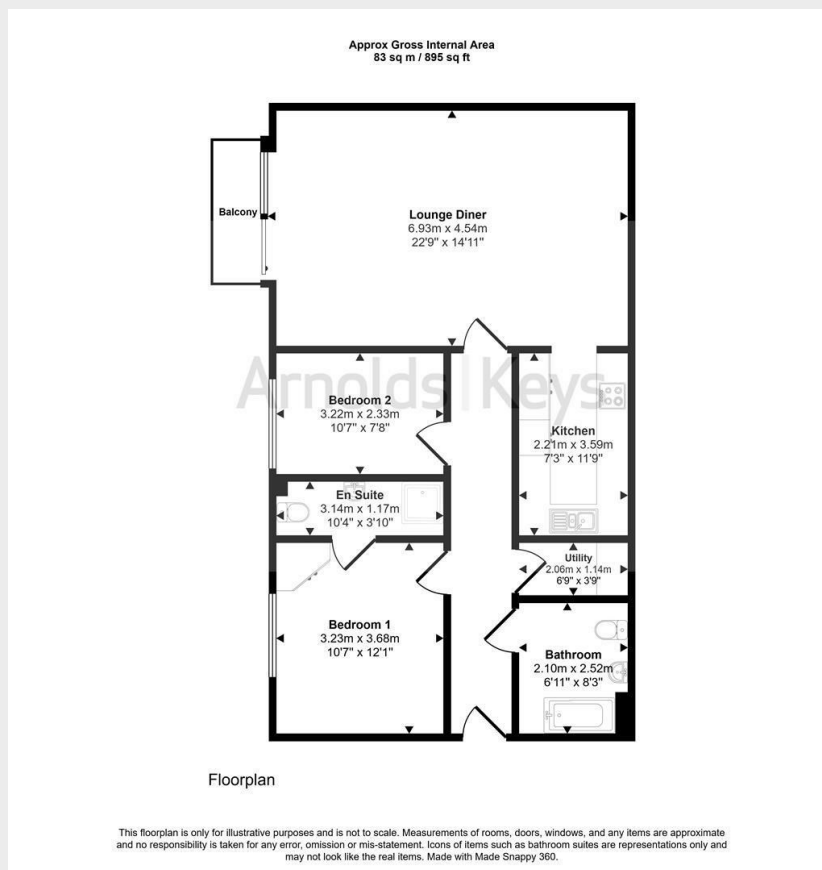 Approx Gross Internal Area
83 sq m / 895 sq ft
Balcony
Lounge Diner
6.93m x 4.54m
22'9" x 14'11"
Arnolds | Keys
Bedroom 2
3.22m x 2.33m
10'7" x 7'8"
Kitchen
2.21m x 3.59m
7'3" x 11'9"
En Suite
3.14m x 1.17m
10'4" x 3'10"
Utility
2.06m x 1.14m
6'9" x 3'9"
Bedroom 1
3.23m x 3.68m
10'7" x 12'1"
Bathroom
2.10m x 2.52m
6'11" x 8'3"
Floorplan
This floorplan is only for illustrative purposes and is not to scale. Measurements of rooms, doors, windows, and any items are approximate
and no responsibility is taken for any error, omission or mis-statement. Icons of items such as bathroom suites are representations only and
may not look like the real items. Made with Made Snappy 360.